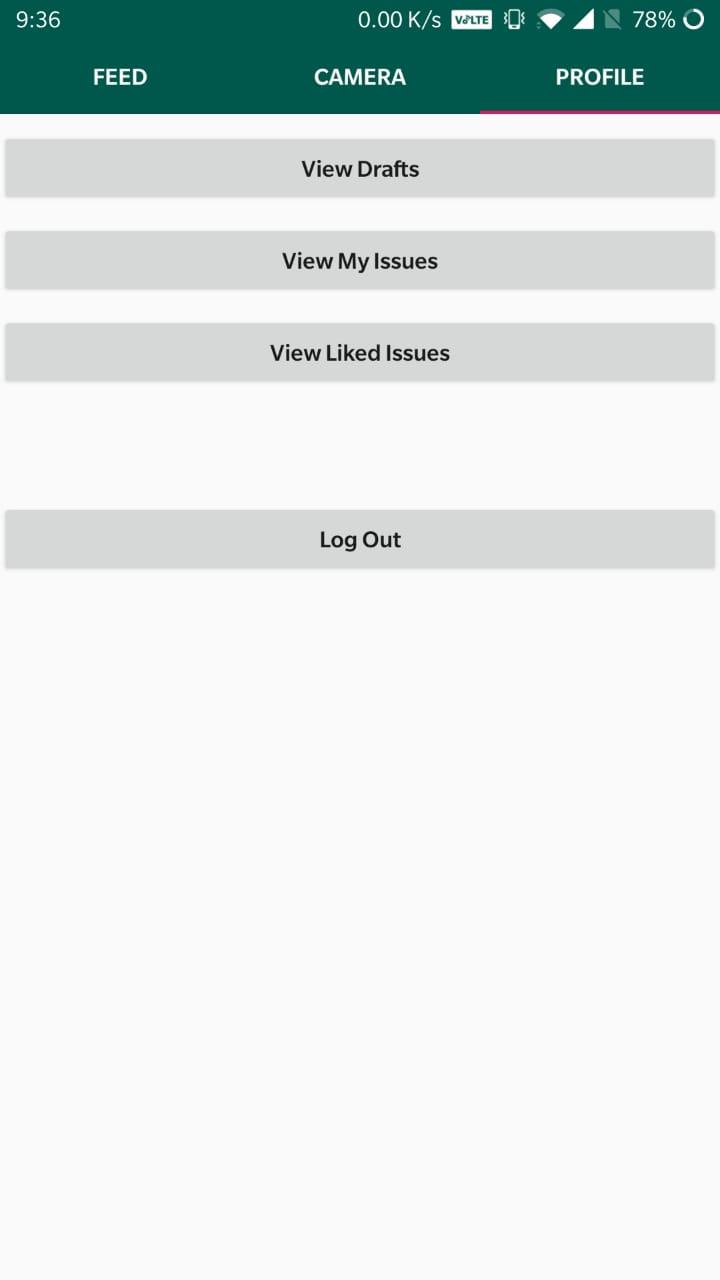 9:36 0.00 K/s VoLTE 78%
FEED CAMERA PROFILE
View Drafts
View My Issues
View Liked Issues
Log Out